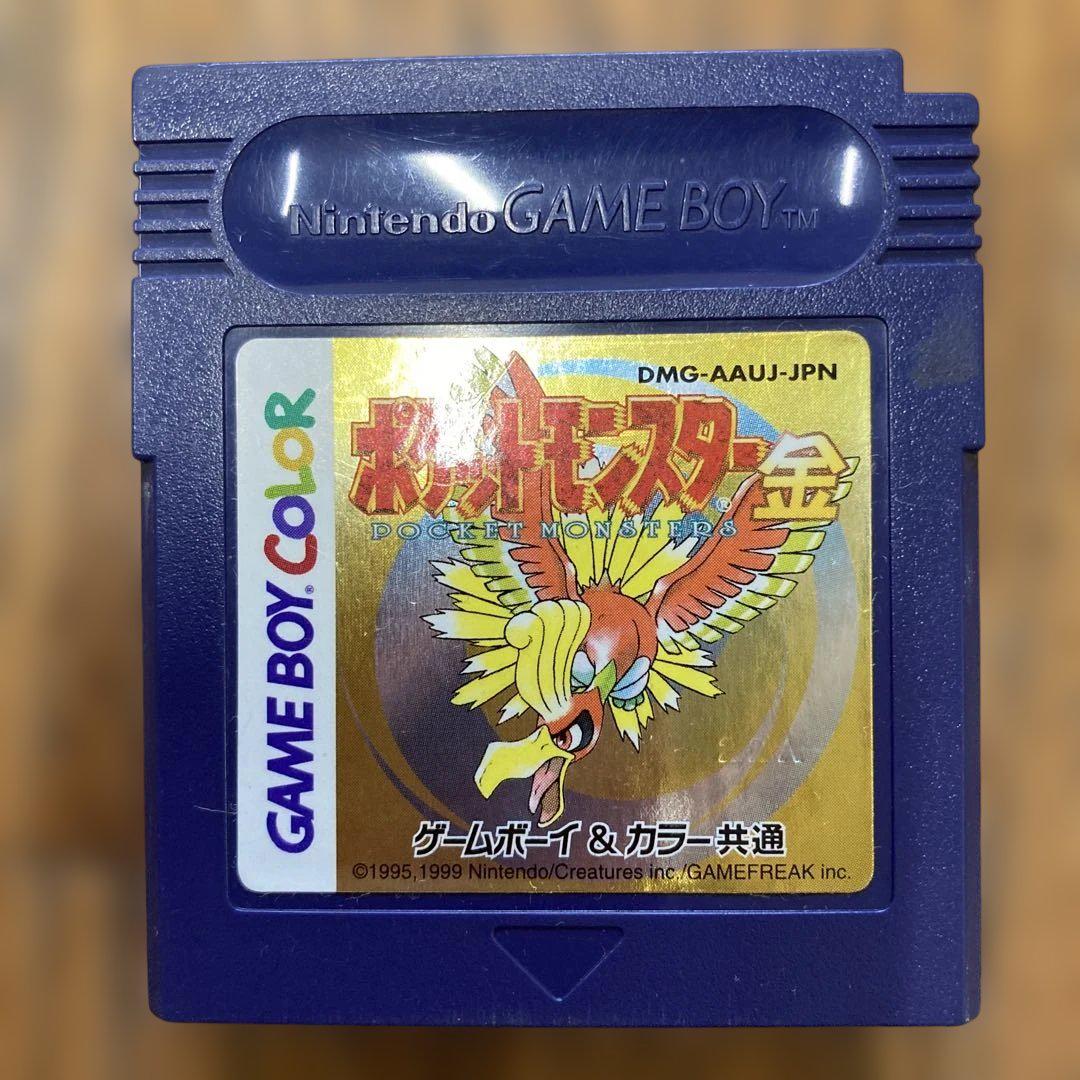 Nintendo GAME BOY TM
DMG-AAUJ-JPN
ポケットモンスター金
®
POCKET MONSTERS
GAME BOY® COLOR
ゲームボーイ&カラー共通
©1995,1999 Nintendo/Creatures inc./GAMEFREAK inc.